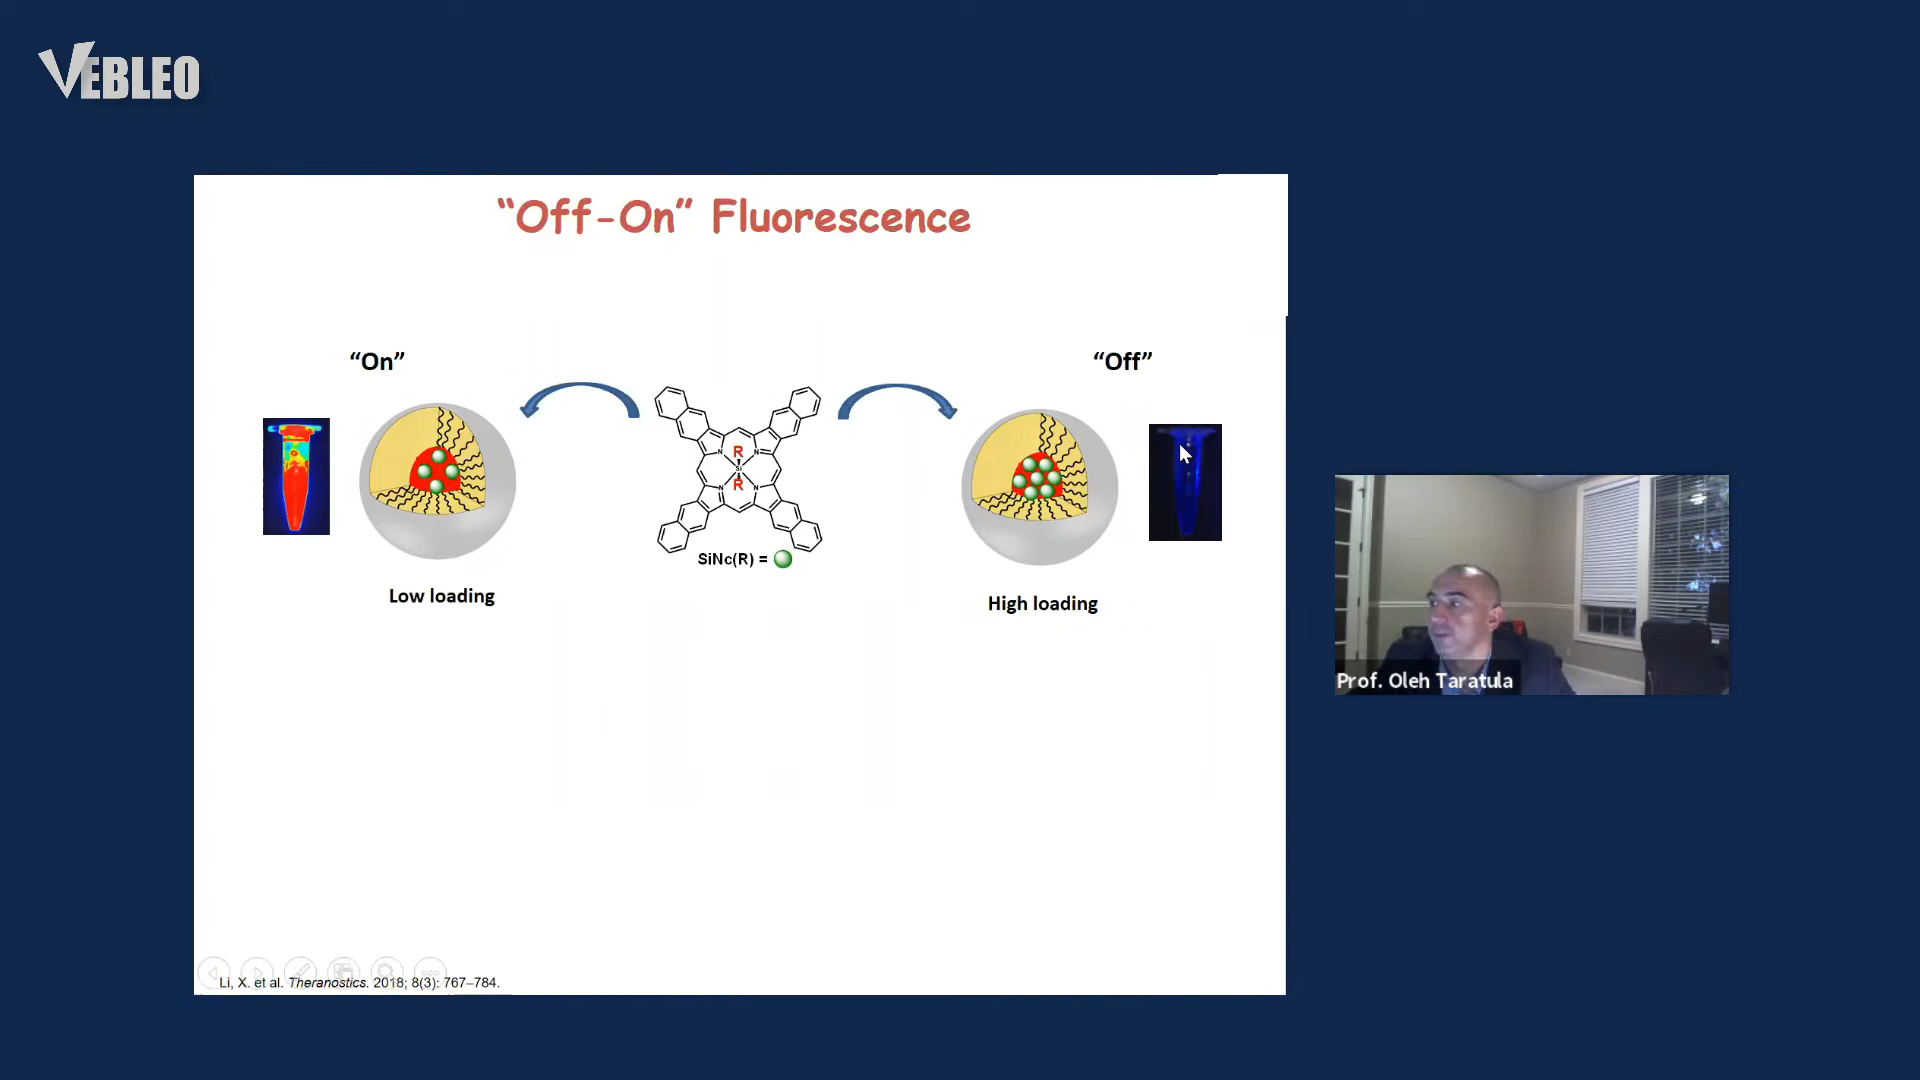 VEBLEO
“Off-On” Fluorescence
“On”
“Off”
R
N
N
Si
N
N
R
SiNc(R) =
Low loading
High loading
Prof. Oleh Taratula
Li, X. et al. Theranostics. 2018; 8(3): 767–784.